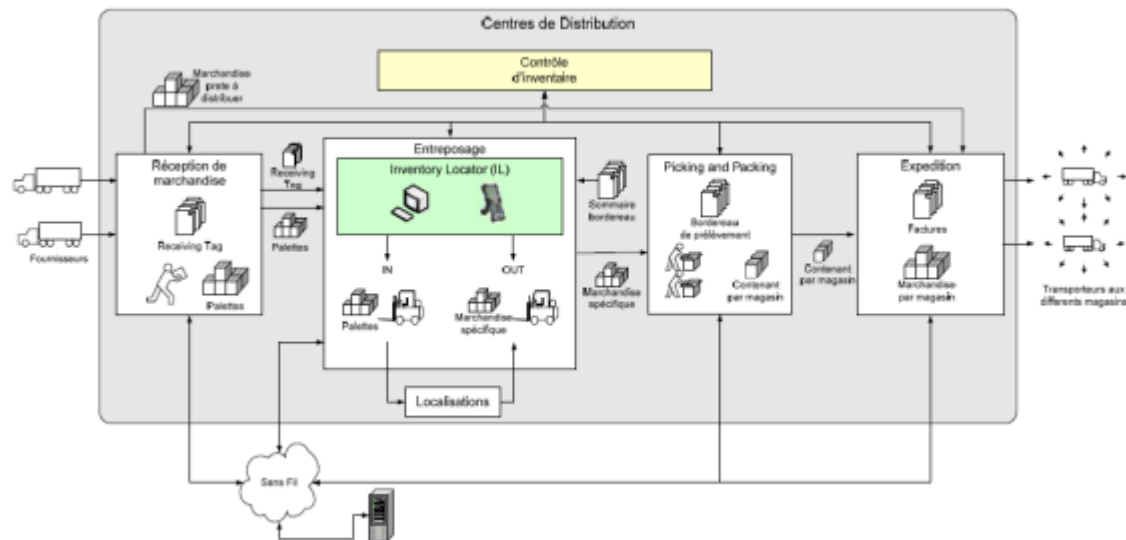 Centres de Distribution
Contrôle
d'inventaire
Marchandise
prete à
distribuer
Fournisseurs
Réception de
marchandise
Receiving Tag
Palettes
Receiving
Tag
Palettes
Entreposage
Inventory Locator (IL)
IN
OUT
Palettes
Marchandise
spécifique
Localisations
Sommaire
bordereau
Marchandise
spécifique
Picking and Packing
Bordereau
de prélèvement
Contenant
par magasin
Contenant
par magasin
Expedition
Factures
Marchandise
par magasin
Transporteurs aux
differents magasins
Sans Fil